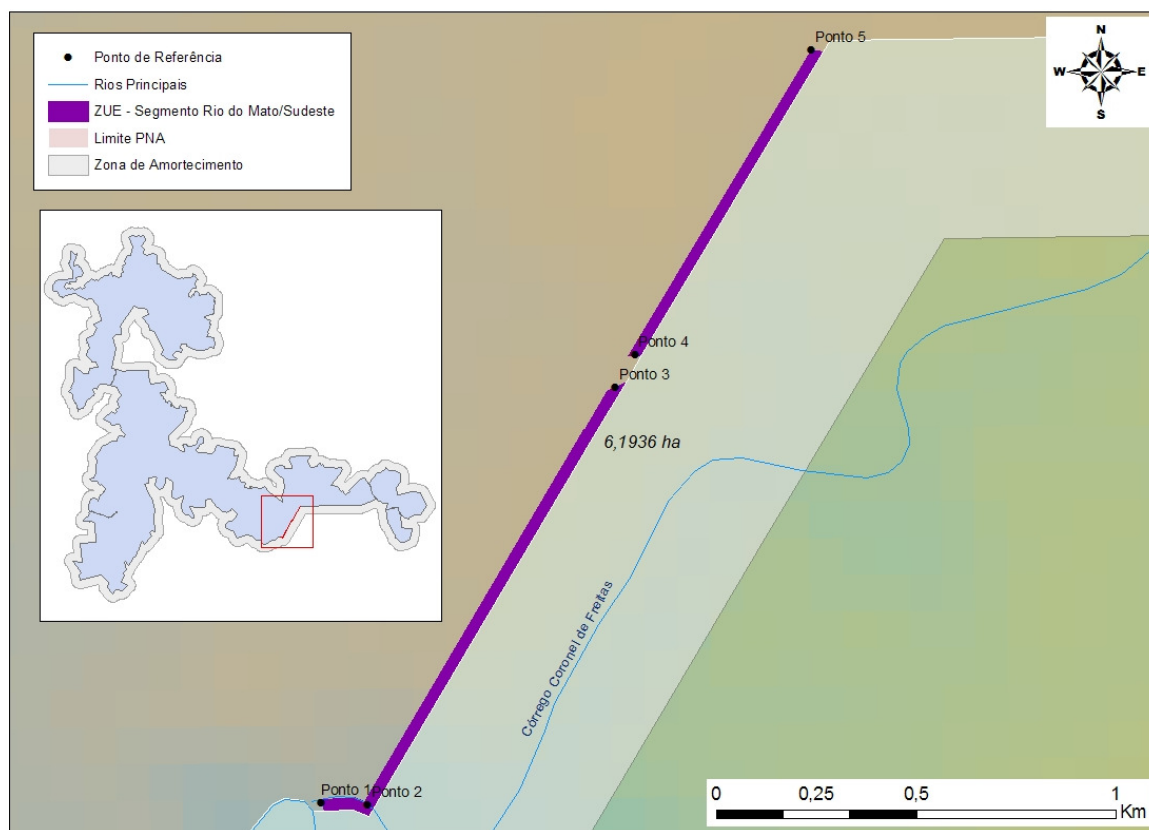 Ponto de Referência
Rios Principais
ZUE - Segmento Rio do Mato/Sudeste
Limite PNA
Zona de Amortecimento
Ponto 5
N
W
E
S
Ponto 4
Ponto 3
6,1936 ha
Córrego Coronel de Freitas
Ponto 1
Ponto 2
0 0,25 0,5 1
Km